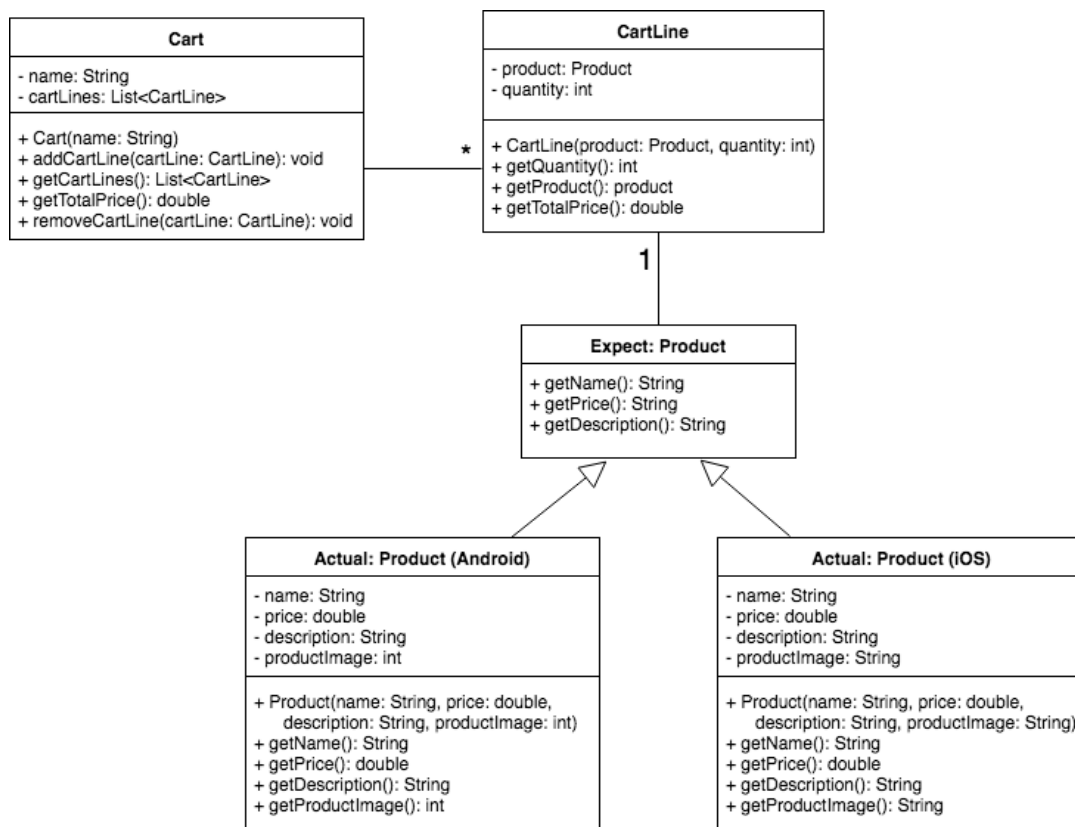 Cart
- name: String
- cartLines: List<CartLine>
+ Cart(name: String)
+ addCartLine(cartLine: CartLine): void
+ getCartLines(): List<CartLine>
+ getTotalPrice(): double
+ removeCartLine(cartLine: CartLine): void
*
CartLine
- product: Product
- quantity: int
+ CartLine(product: Product, quantity: int)
+ getQuantity(): int
+ getProduct(): product
+ getTotalPrice(): double
1
Expect: Product
+ getName(): String
+ getPrice(): String
+ getDescription(): String
Actual: Product (Android)
- name: String
- price: double
- description: String
- productImage: int
+ Product(name: String, price: double,
description: String, productImage: int)
+ getName(): String
+ getPrice(): double
+ getDescription(): String
+ getProductImage(): int
Actual: Product (iOS)
- name: String
- price: double
- description: String
- productImage: String
+ Product(name: String, price: double,
description: String, productImage: String)
+ getName(): String
+ getPrice(): double
+ getDescription(): String
+ getProductImage(): String